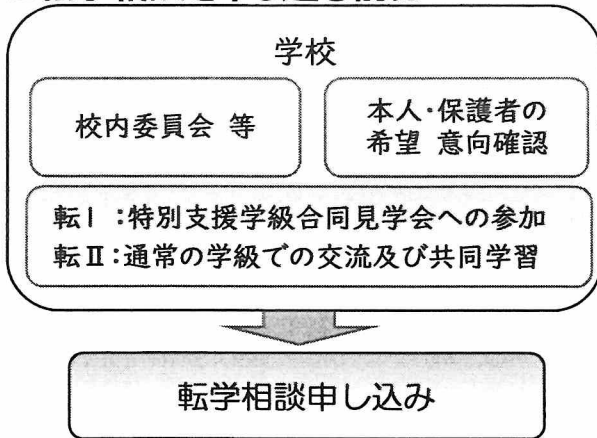 学校
校内委員会 等
本人・保護者の
希望 意向確認
転Ⅰ:特別支援学級合同見学会への参加
転Ⅱ:通常の学級での交流及び共同学習
転学相談申し込み